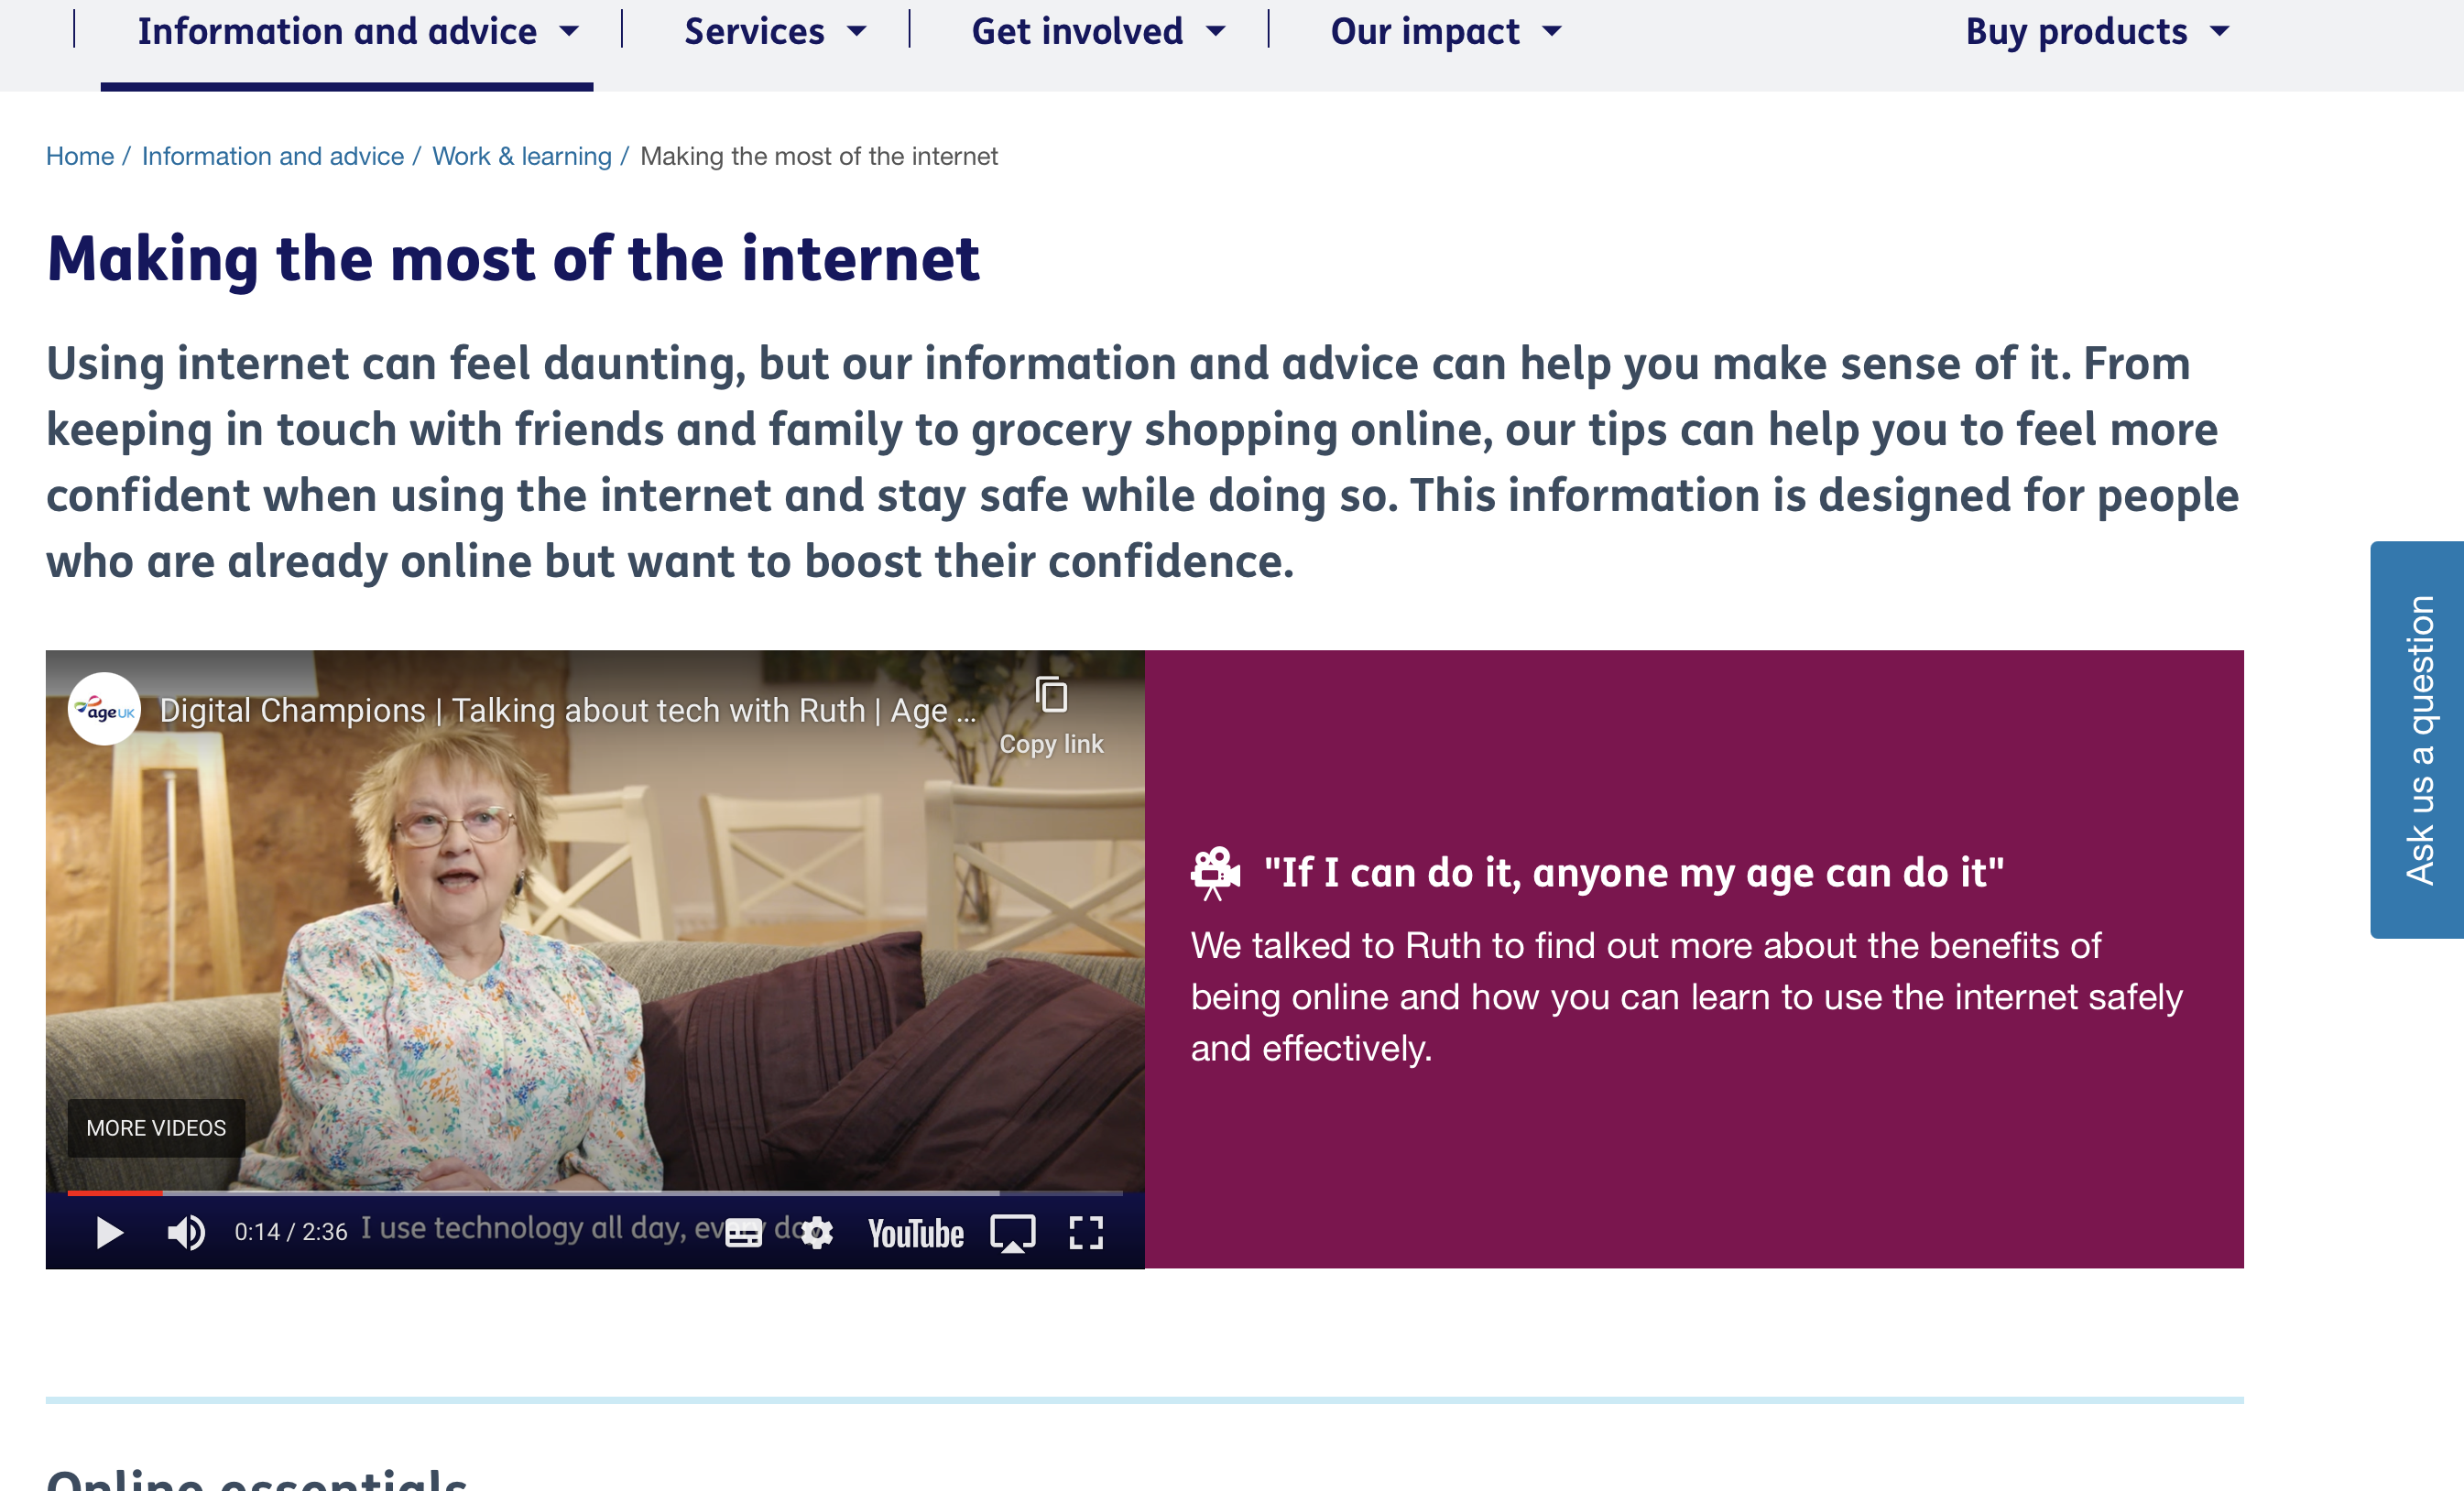 Information and advice
Services
Get involved
Our impact
Buy products
Home / Information and advice / Work & learning / Making the most of the internet
Making the most of the internet
Using internet can feel daunting, but our information and advice can help you make sense of it. From
keeping in touch with friends and family to grocery shopping online, our tips can help you to feel more
confident when using the internet and stay safe while doing so. This information is designed for people
who are already online but want to boost their confidence.
Ask us a question
ageUK
Digital Champions | Talking about tech with Ruth | Age ...
Copy link
MORE VIDEOS
0:14 / 2:36
I use technology all day, every day
YouTube
"If I can do it, anyone my age can do it"
We talked to Ruth to find out more about the benefits of
being online and how you can learn to use the internet safely
and effectively.
Online essentials